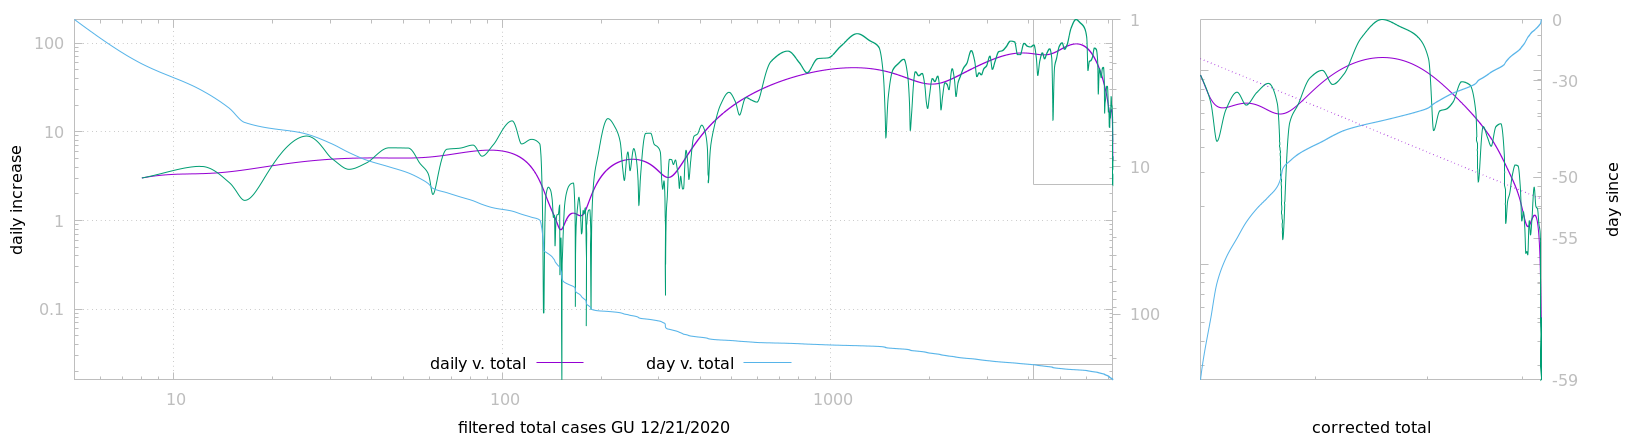 100
10
1
0.1
daily increase
daily v. total
day v. total
10
100
1000
filtered total cases GU 12/21/2020
1
10
100
0
-30
-50
-55
-59
day since
corrected total